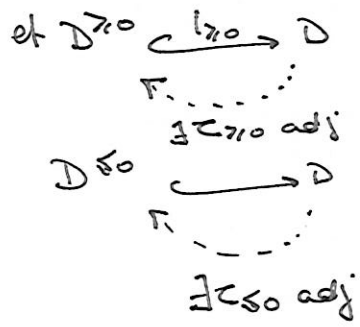 et D^{≥0} ↪ D
i_{≥0}
∃ τ_{≥0} adj
D^{≤0} ↪ D
∃ τ_{≤0} adj